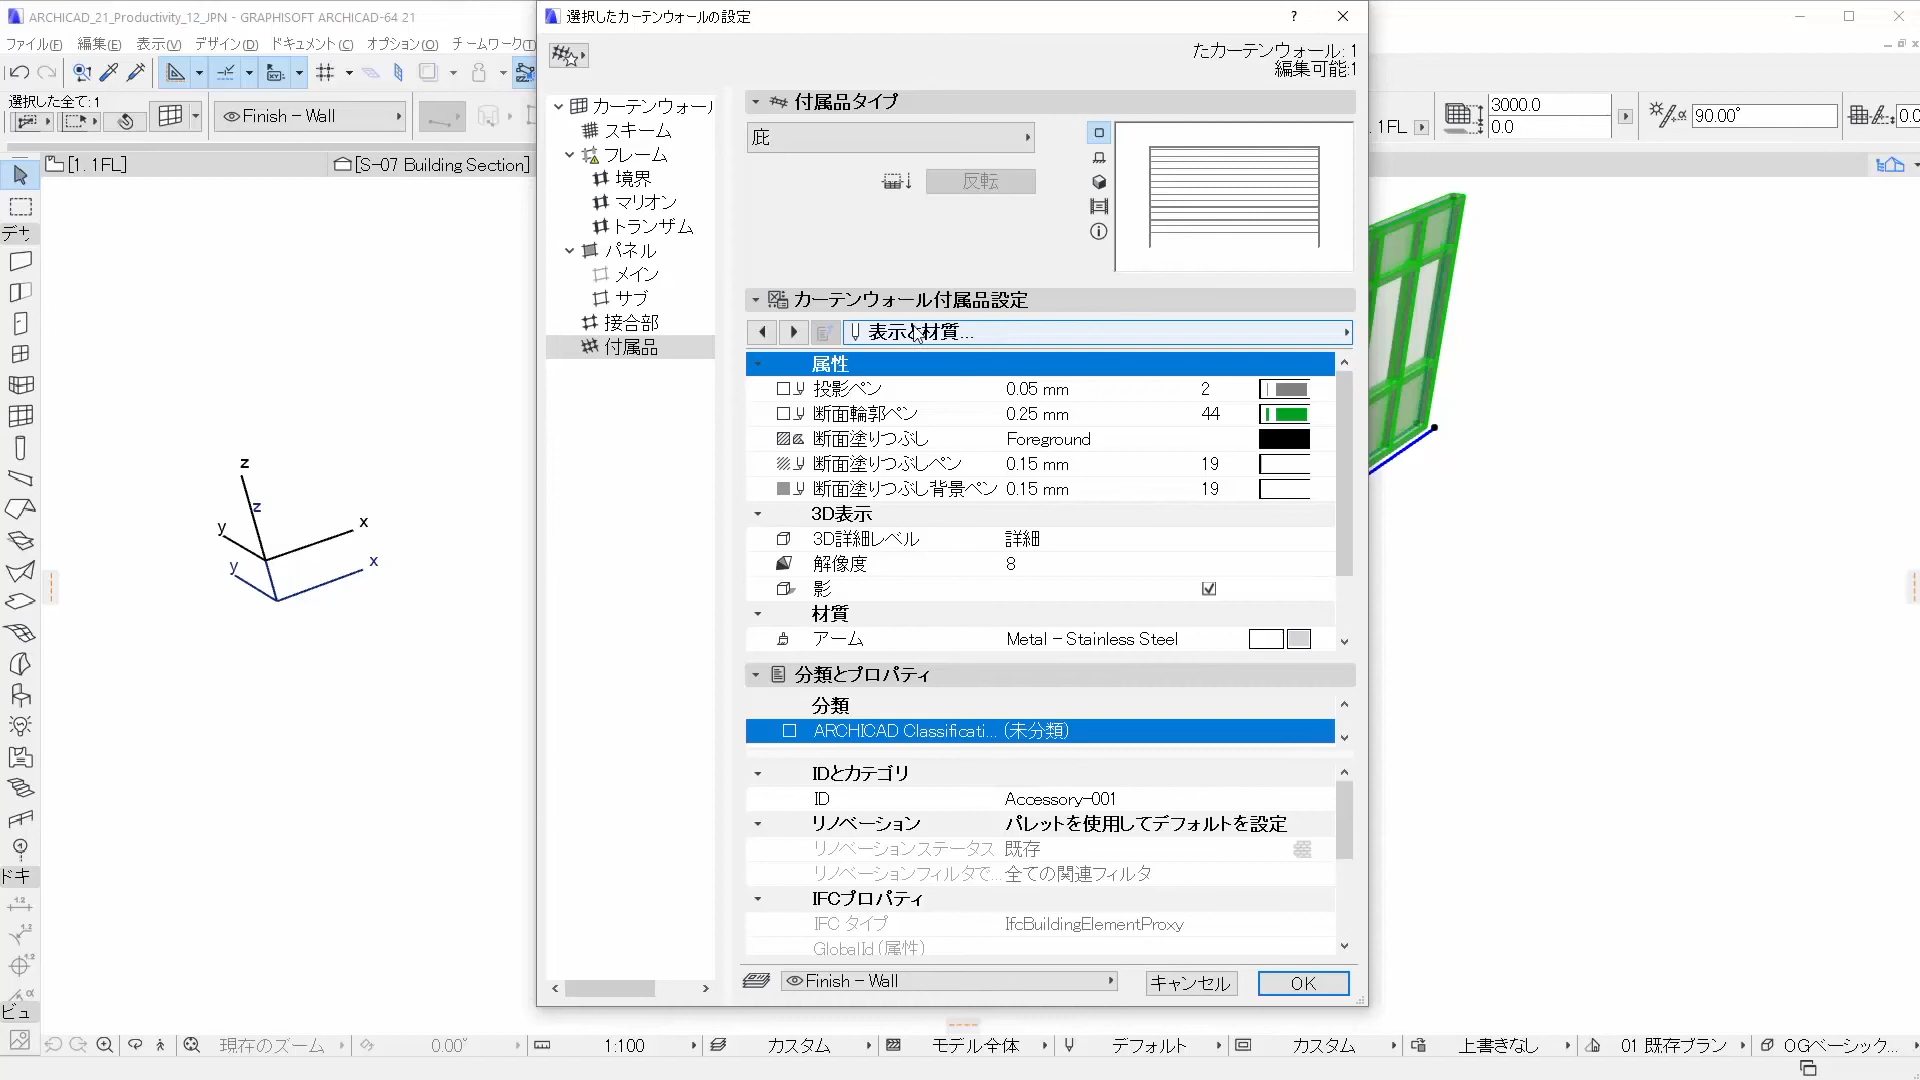 ARCHICAD_21_Productivity_12_JPN - GRAPHISOFT ARCHICAD-64 21
ファイル(F) 編集(E) 表示(V) デザイン(D) ドキュメント(C) オプション(O) チームワーク(T)
選択した全て:1
Finish - Wall
[1. 1FL]
[S-07 Building Section]
デサ
ドキ
ビュ
z
z
y
x
y
x
選択したカーテンウォールの設定
?
たカーテンウォール: 1
編集可能:1
カーテンウォール
スキーム
フレーム
境界
マリオン
トランザム
パネル
メイン
サブ
接合部
付属品
付属品タイプ
庇
反転
カーテンウォール付属品設定
表示と材質...
属性
投影ペン 0.05 mm 2
断面輪郭ペン 0.25 mm 44
断面塗りつぶし Foreground
断面塗りつぶしペン 0.15 mm 19
断面塗りつぶし背景ペン 0.15 mm 19
3D表示
3D詳細レベル 詳細
解像度 8
影
材質
アーム Metal - Stainless Steel
分類とプロパティ
分類
ARCHICAD Classificati... (未分類)
IDとカテゴリ
ID Accessory-001
リノベーション パレットを使用してデフォルトを設定
リノベーションステータス 既存
リノベーションフィルタで... 全ての関連フィルタ
IFCプロパティ
IFC タイプ IfcBuildingElementProxy
GlobalId (属性)
Finish - Wall
キャンセル
OK
1FL
3000.0
0.0
90.00°
0.0
現在のズーム 0.00° 1:100 カスタム モデル全体 デフォルト カスタム 上書きなし 01 既存プラン OGベーシック...